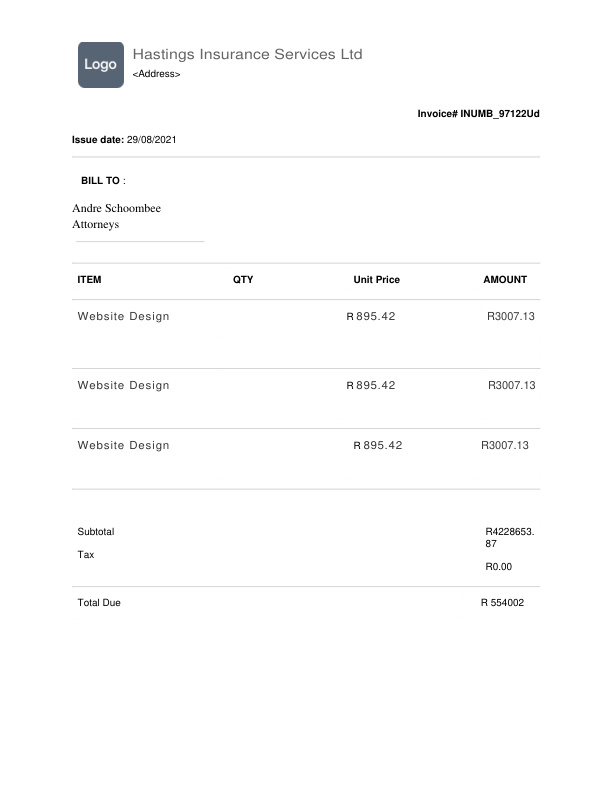 Logo
Hastings Insurance Services Ltd
<Address>
Invoice# INUMB_97122Ud
Issue date: 29/08/2021
BILL TO :
Andre Schoombee
Attorneys
ITEM QTY Unit Price AMOUNT
Website Design R 895.42 R3007.13
Website Design R 895.42 R3007.13
Website Design R 895.42 R3007.13
Subtotal R4228653.
87
Tax
R0.00
Total Due R 554002